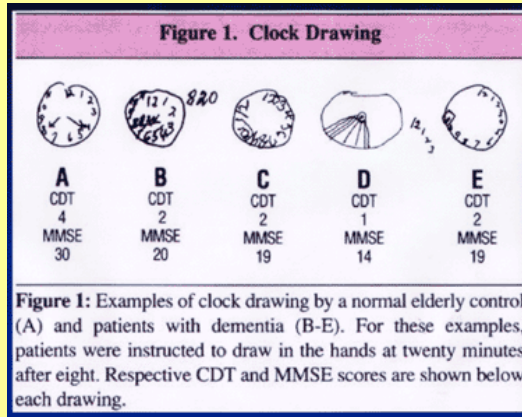 Figure 1. Clock Drawing
820
A B C D E
CDT CDT CDT CDT CDT
4 2 2 1 2
MMSE MMSE MMSE MMSE MMSE
30 20 19 14 19
Figure 1: Examples of clock drawing by a normal elderly control
(A) and patients with dementia (B-E). For these examples,
patients were instructed to draw in the hands at twenty minutes
after eight. Respective CDT and MMSE scores are shown below
each drawing.